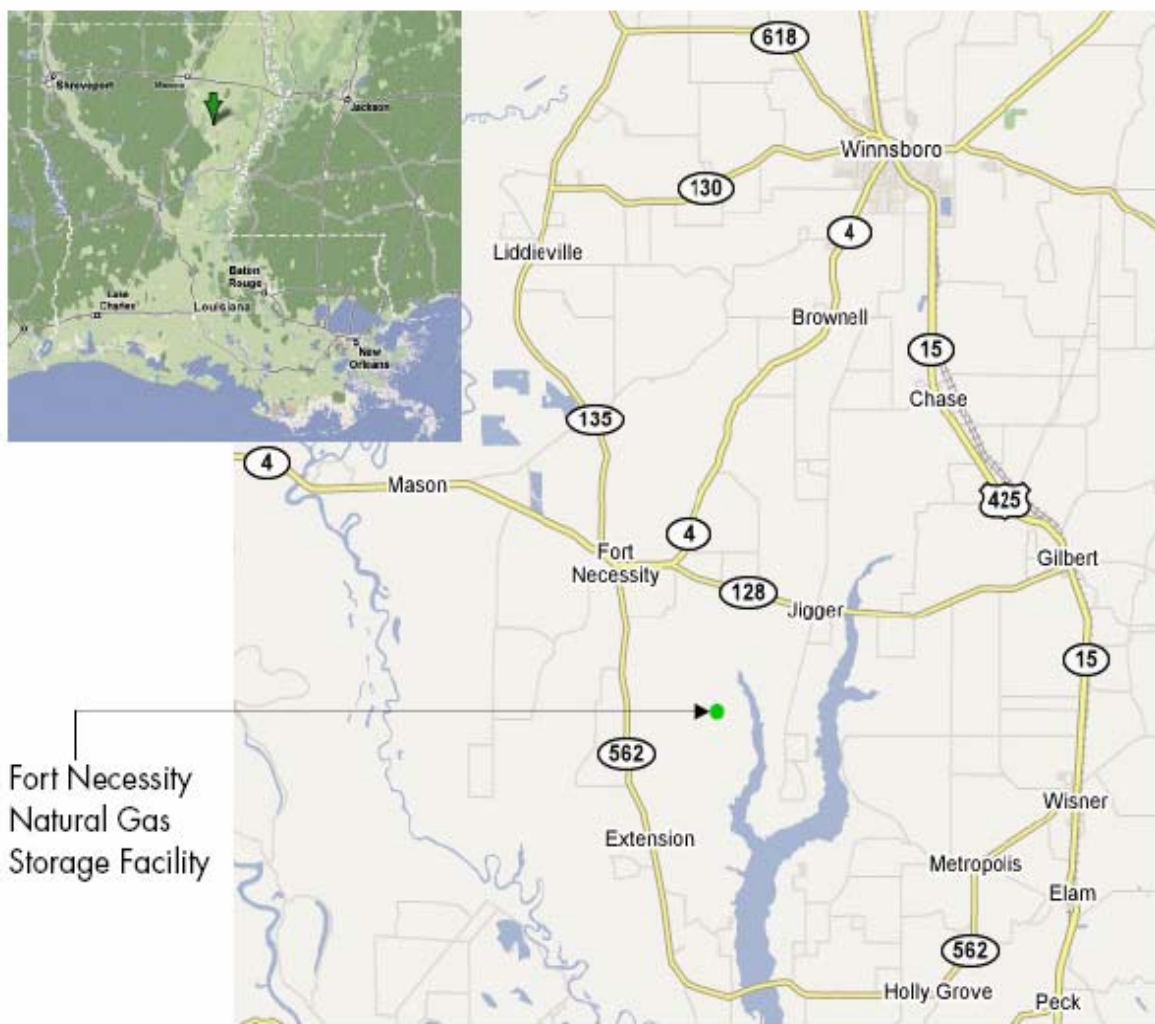 Shreveport
Monroe
Jackson
Baton
Rouge
Lake
Charles
Louisiana
New
Orleans
618
Winnsboro
130
4
Liddieville
Brownell
15
Chase
135
4
Mason
425
4
Fort
Necessity
Gilbert
128
Jigger
15
562
Fort Necessity
Natural Gas
Storage Facility
Wisner
Extension
Metropolis
Elam
562
Holly Grove
Peck